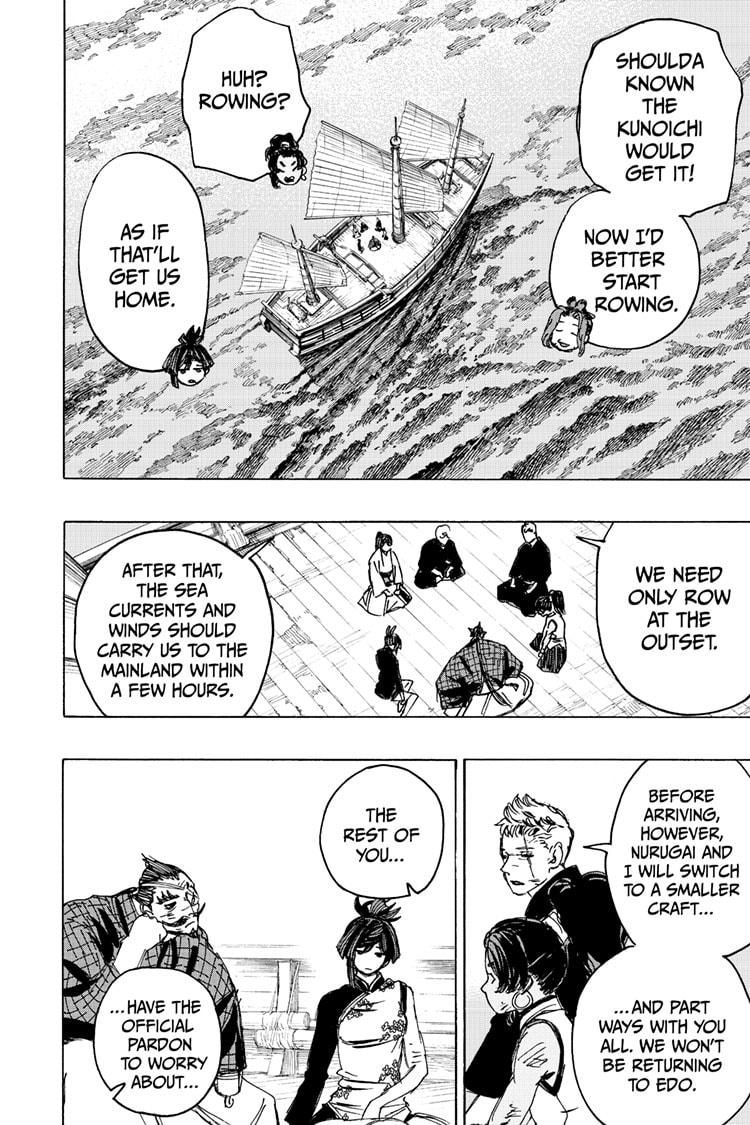 SHOULDA
KNOWN
THE
KUNOICHI
WOULD
GET IT!
NOW I'D
BETTER
START
ROWING.
HUH?
ROWING?
AS IF
THAT'LL
GET US
HOME.
WE NEED
ONLY ROW
AT THE
OUTSET.
AFTER THAT,
THE SEA
CURRENTS AND
WINDS SHOULD
CARRY US TO THE
MAINLAND WITHIN
A FEW HOURS.
BEFORE
ARRIVING,
HOWEVER,
NURUGAI AND
I WILL SWITCH
TO A SMALLER
CRAFT...
...AND PART
WAYS WITH YOU
ALL. WE WON'T
BE RETURNING
TO EDO.
THE
REST OF
YOU...
...HAVE THE
OFFICIAL
PARDON
TO WORRY
ABOUT...